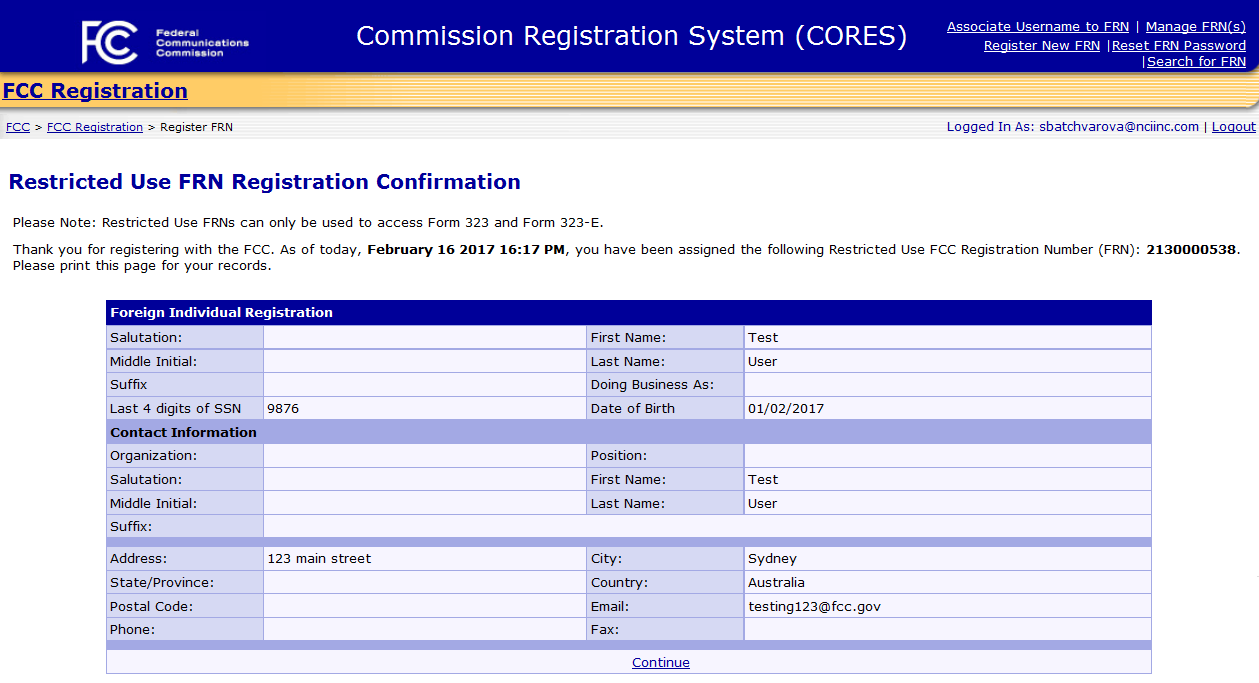 FCC Federal Communications Commission
Commission Registration System (CORES)
Associate Username to FRN | Manage FRN(s)
Register New FRN |Reset FRN Password
|Search for FRN
FCC Registration
FCC > FCC Registration > Register FRN
Logged In As: sbatchvarova@nciinc.com | Logout
Restricted Use FRN Registration Confirmation
Please Note: Restricted Use FRNs can only be used to access Form 323 and Form 323-E.
Thank you for registering with the FCC. As of today, February 16 2017 16:17 PM, you have been assigned the following Restricted Use FCC Registration Number (FRN): 2130000538.
Please print this page for your records.
Foreign Individual Registration
Salutation: First Name: Test
Middle Initial: Last Name: User
Suffix Doing Business As:
Last 4 digits of SSN 9876 Date of Birth 01/02/2017
Contact Information
Organization: Position:
Salutation: First Name: Test
Middle Initial: Last Name: User
Suffix:
Address: 123 main street City: Sydney
State/Province: Country: Australia
Postal Code: Email: testing123@fcc.gov
Phone: Fax:
Continue